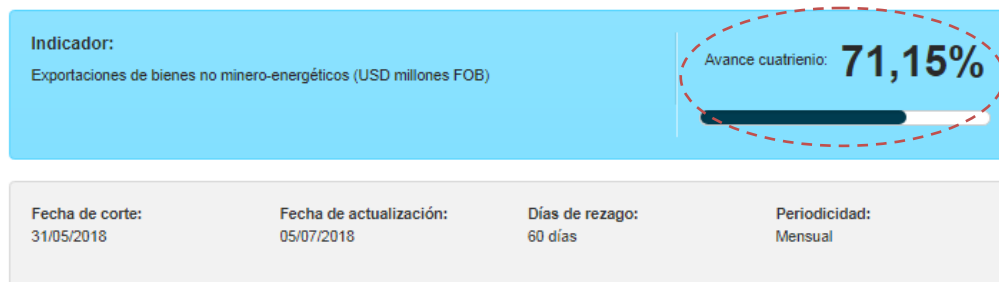 Indicador:
Exportaciones de bienes no minero-energéticos (USD millones FOB)
Avance cuatrienio: 71,15%
Fecha de corte:
31/05/2018
Fecha de actualización:
05/07/2018
Días de rezago:
60 días
Periodicidad:
Mensual